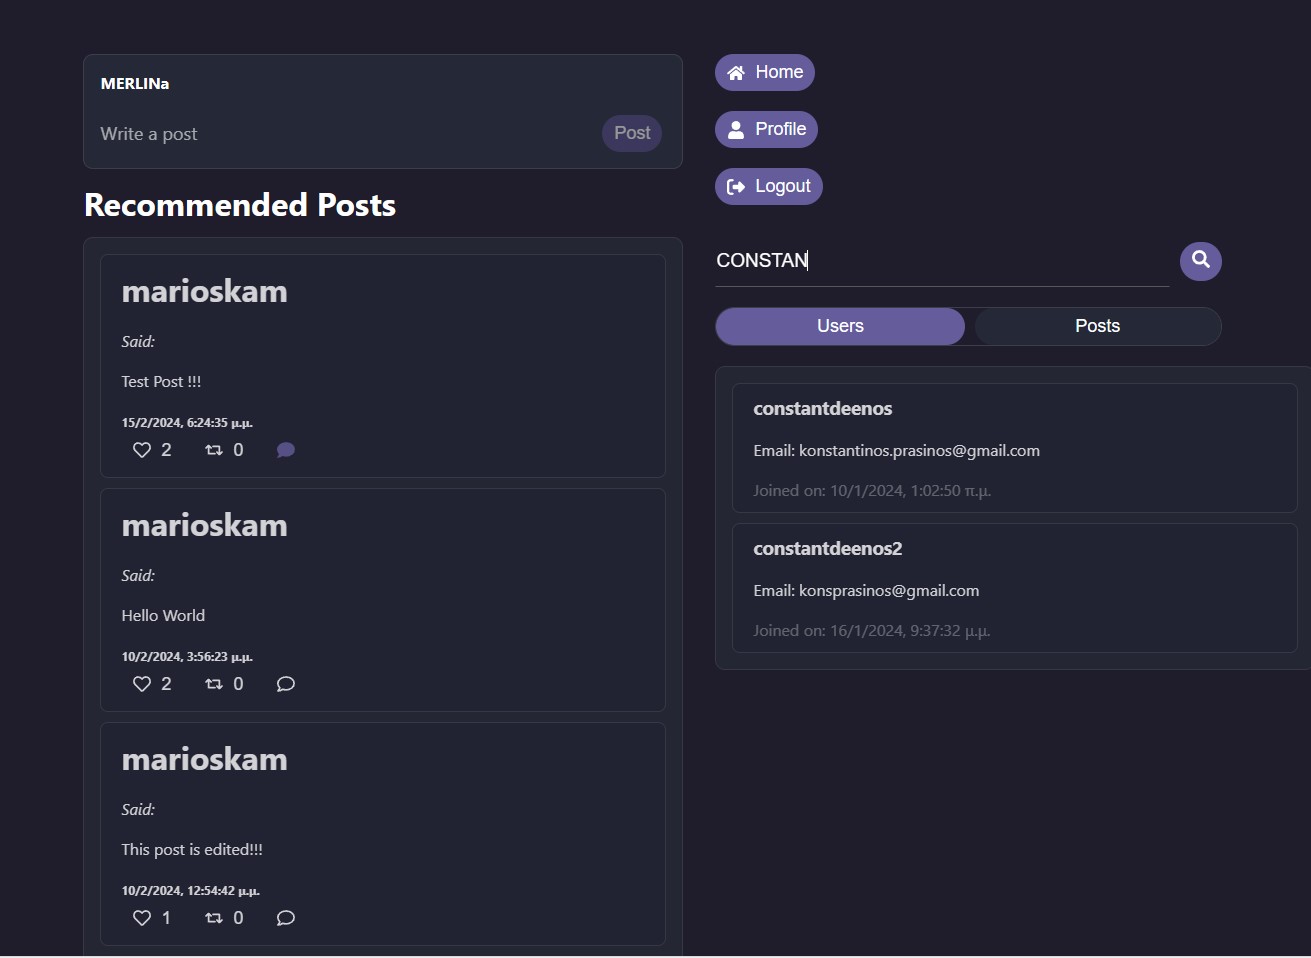 MERLINa
Write a post
Post
Recommended Posts
marioskam
Said:
Test Post !!!
15/2/2024, 6:24:35 μ.μ.
2 0
marioskam
Said:
Hello World
10/2/2024, 3:56:23 μ.μ.
2 0
marioskam
Said:
This post is edited!!!
10/2/2024, 12:54:42 μ.μ.
1 0
Home
Profile
Logout
CONSTAN
Users Posts
constantdeenos
Email: konstantinos.prasinos@gmail.com
Joined on: 10/1/2024, 1:02:50 π.μ.
constantdeenos2
Email: konsprasinos@gmail.com
Joined on: 16/1/2024, 9:37:32 μ.μ.